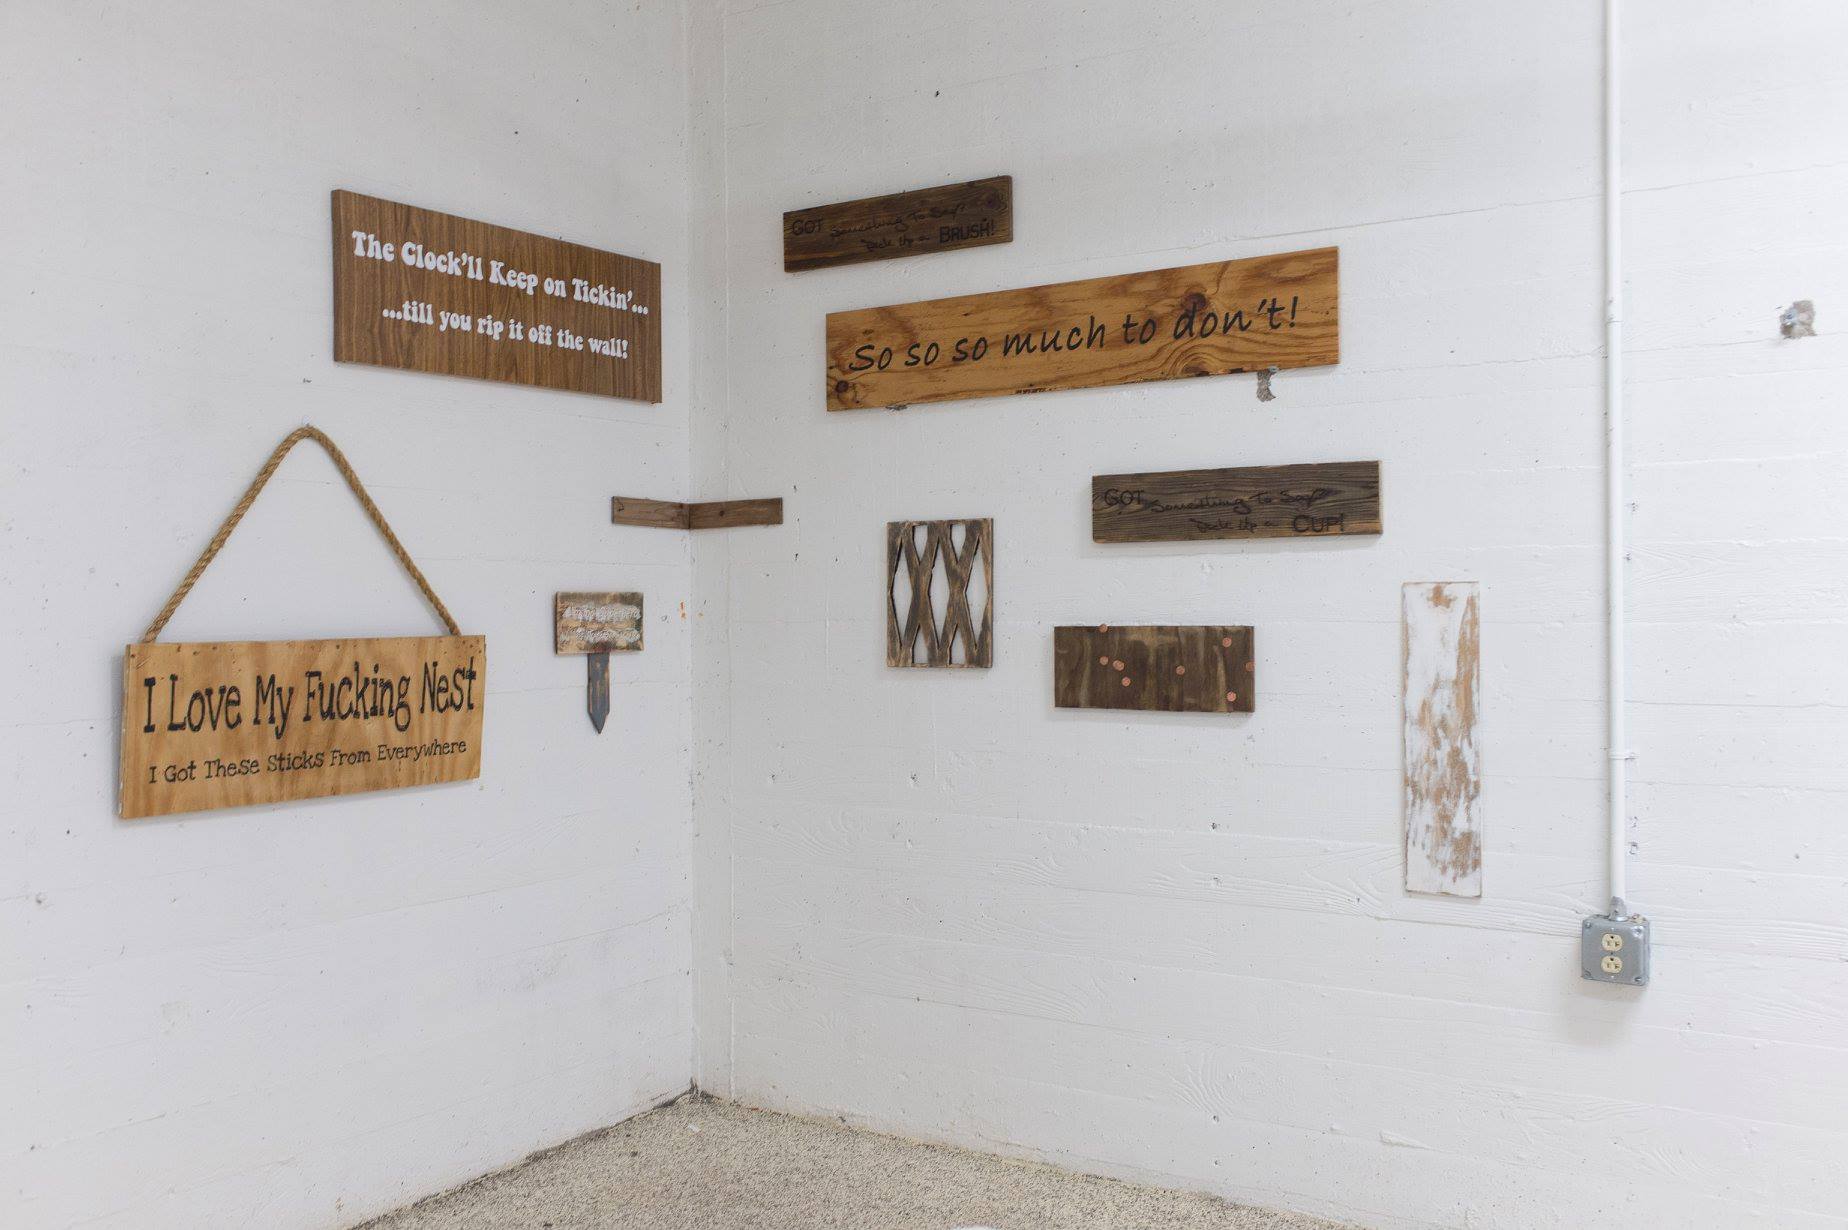 The Clock'll Keep on Tickin'...
...till you rip it off the wall!
I Love My Fucking Nest
I Got These Sticks From Everywhere
GOT Something To Say?
Pick Up a BRUSH!
So so so much to don't!
GOT Something To Say?
Pick Up a CUP!